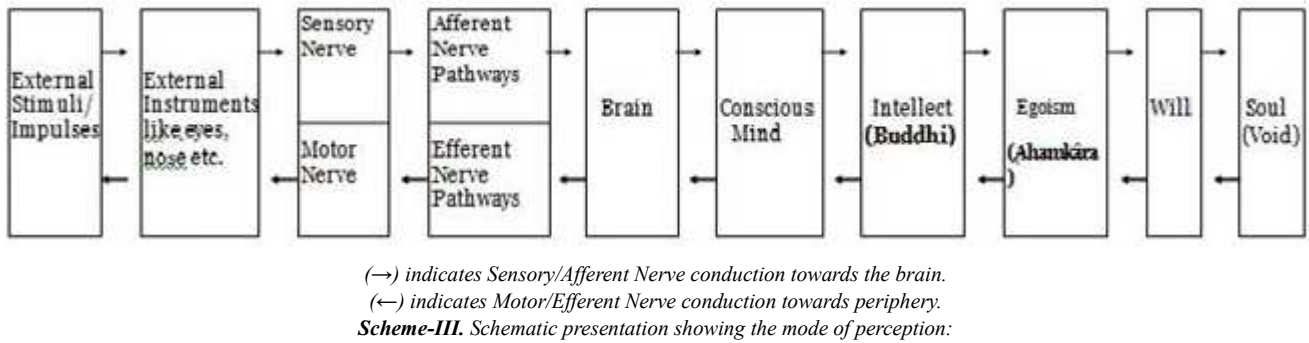 External
Stimuli/
Impulses
External
Instruments
like eyes,
nose etc.
Sensory
Nerve
Motor
Nerve
Afferent
Nerve
Pathways
Efferent
Nerve
Pathways
Brain
Conscious
Mind
Intellect
(Buddhi)
Egoism
(Ahamkāra
)
Will
Soul
(Void)
(→) indicates Sensory/Afferent Nerve conduction towards the brain.
(←) indicates Motor/Efferent Nerve conduction towards periphery.
Scheme-III. Schematic presentation showing the mode of perception: